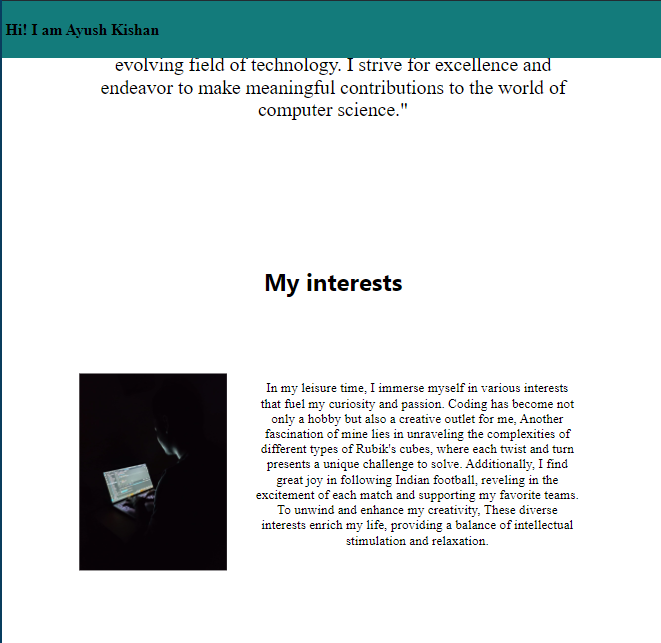 Hi! I am Ayush Kishan
evolving field of technology. I strive for excellence and
endeavor to make meaningful contributions to the world of
computer science."
My interests
In my leisure time, I immerse myself in various interests
that fuel my curiosity and passion. Coding has become not
only a hobby but also a creative outlet for me, Another
fascination of mine lies in unraveling the complexities of
different types of Rubik's cubes, where each twist and turn
presents a unique challenge to solve. Additionally, I find
great joy in following Indian football, reveling in the
excitement of each match and supporting my favorite teams.
To unwind and enhance my creativity, These diverse
interests enrich my life, providing a balance of intellectual
stimulation and relaxation.